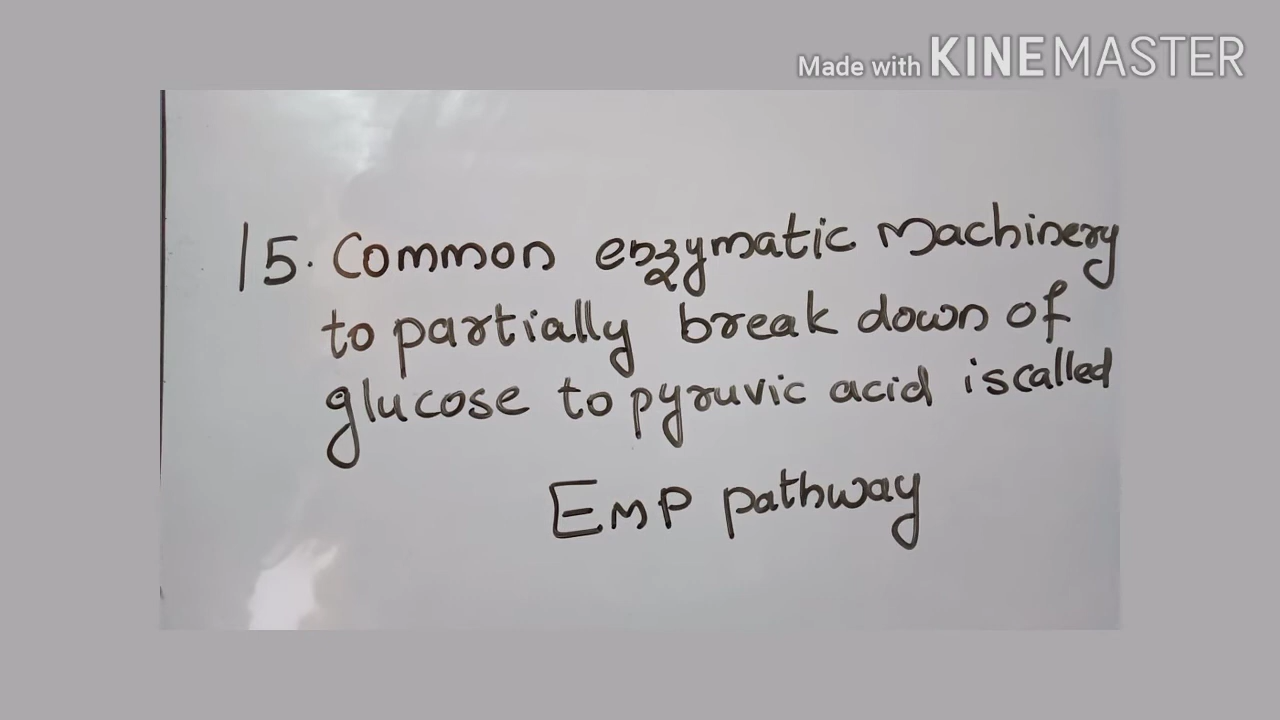 Made with KINEMASTER
15. Common enzymatic Machinery
to partially break down of
glucose to pyruvic acid is called
EMP pathway